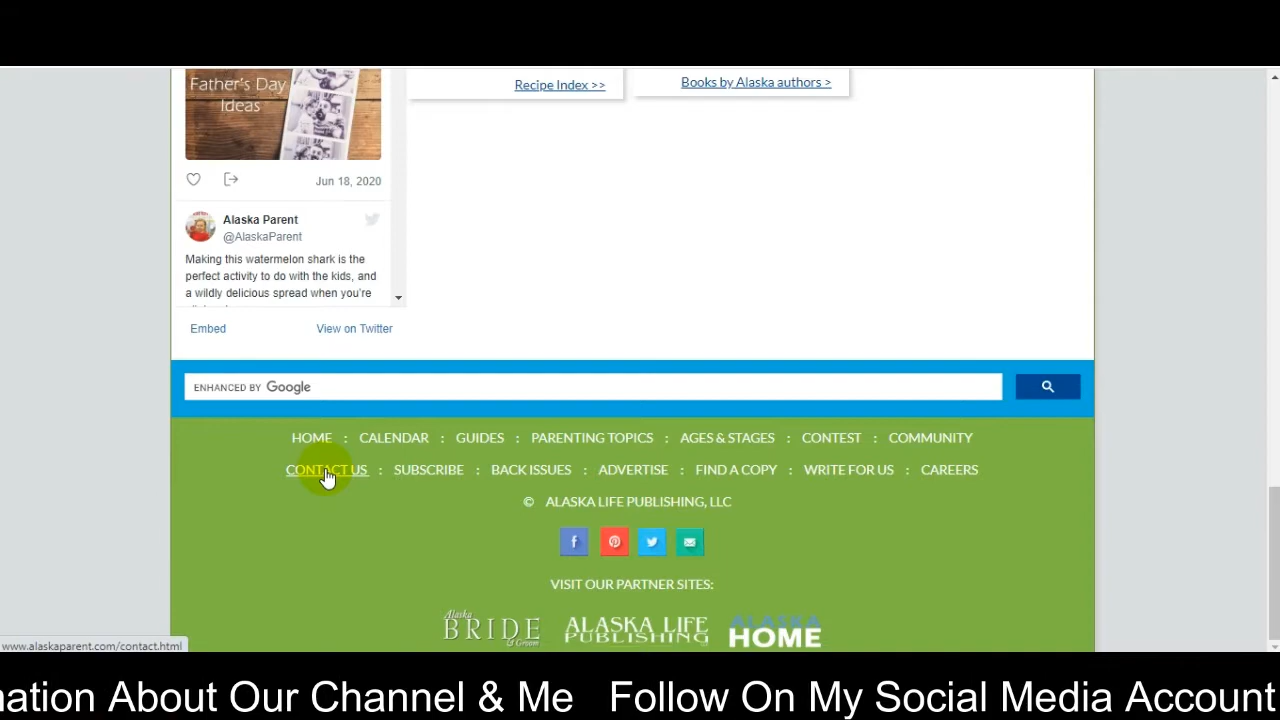 Father's Day
Ideas
Recipe Index >>
Books by Alaska authors >
Jun 18, 2020
Alaska Parent
@AlaskaParent
Making this watermelon shark is the
perfect activity to do with the kids, and
a wildly delicious spread when you're
Embed
View on Twitter
ENHANCED BY Google
HOME : CALENDAR : GUIDES : PARENTING TOPICS : AGES & STAGES : CONTEST : COMMUNITY
CONTACT US : SUBSCRIBE : BACK ISSUES : ADVERTISE : FIND A COPY : WRITE FOR US : CAREERS
© ALASKA LIFE PUBLISHING, LLC
VISIT OUR PARTNER SITES:
Alaska
BRIDE
& Groom
ALASKA LIFE
PUBLISHING
ALASKA
HOME
www.alaskaparent.com/contact.html
nation About Our Channel & Me Follow On My Social Media Account